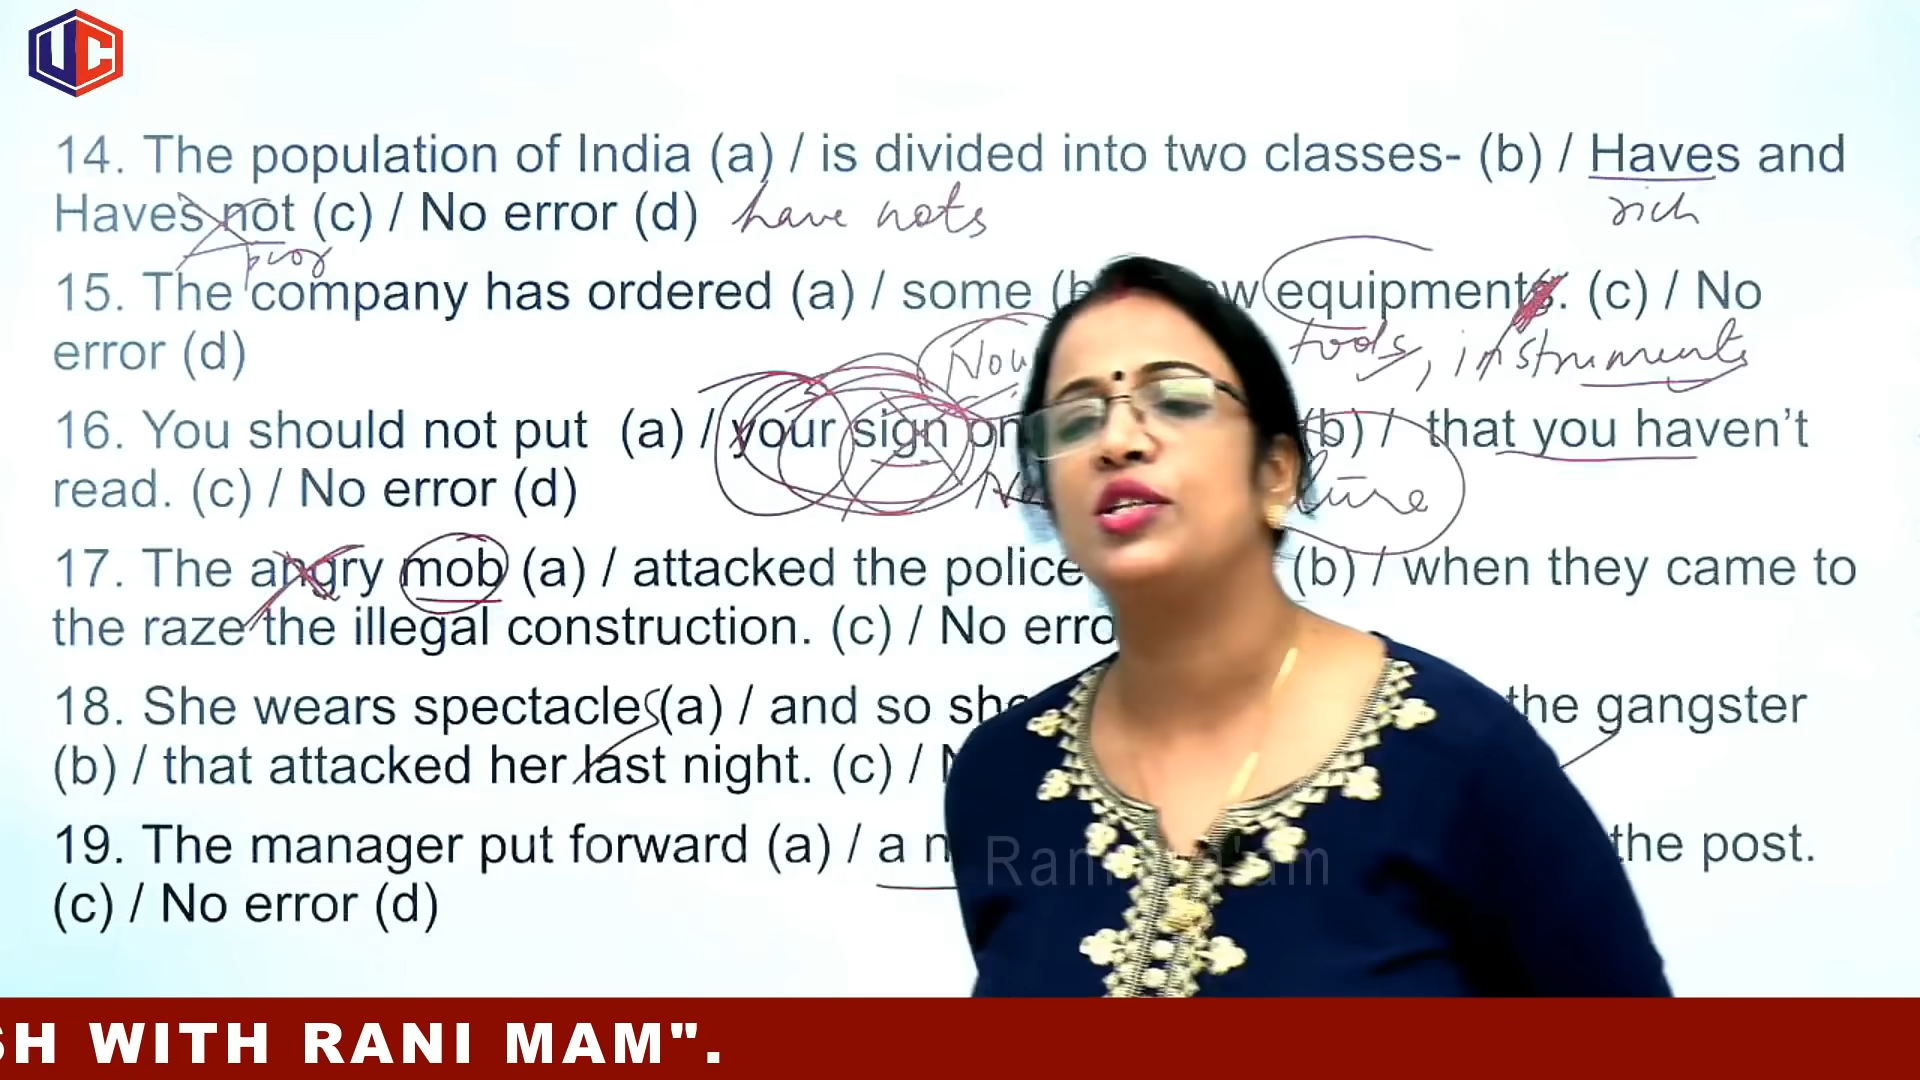 UC
14. The population of India (a) / is divided into two classes- (b) / Haves and
rich
Haves not (c) / No error (d) have nots
poor
15. The company has ordered (a) / some (b equipments. (c) / No
error (d) tools, instruments
Nou
16. You should not put (a) / your sign on (b) / that you haven't
read. (c) / No error (d)
17. The angry mob (a) / attacked the police (b) / when they came to
the raze the illegal construction. (c) / No erro
18. She wears spectacles (a) / and so she the gangster
(b) / that attacked her last night. (c) /
19. The manager put forward (a) / a n the post.
(c) / No error (d)
SH WITH RANI MAM".